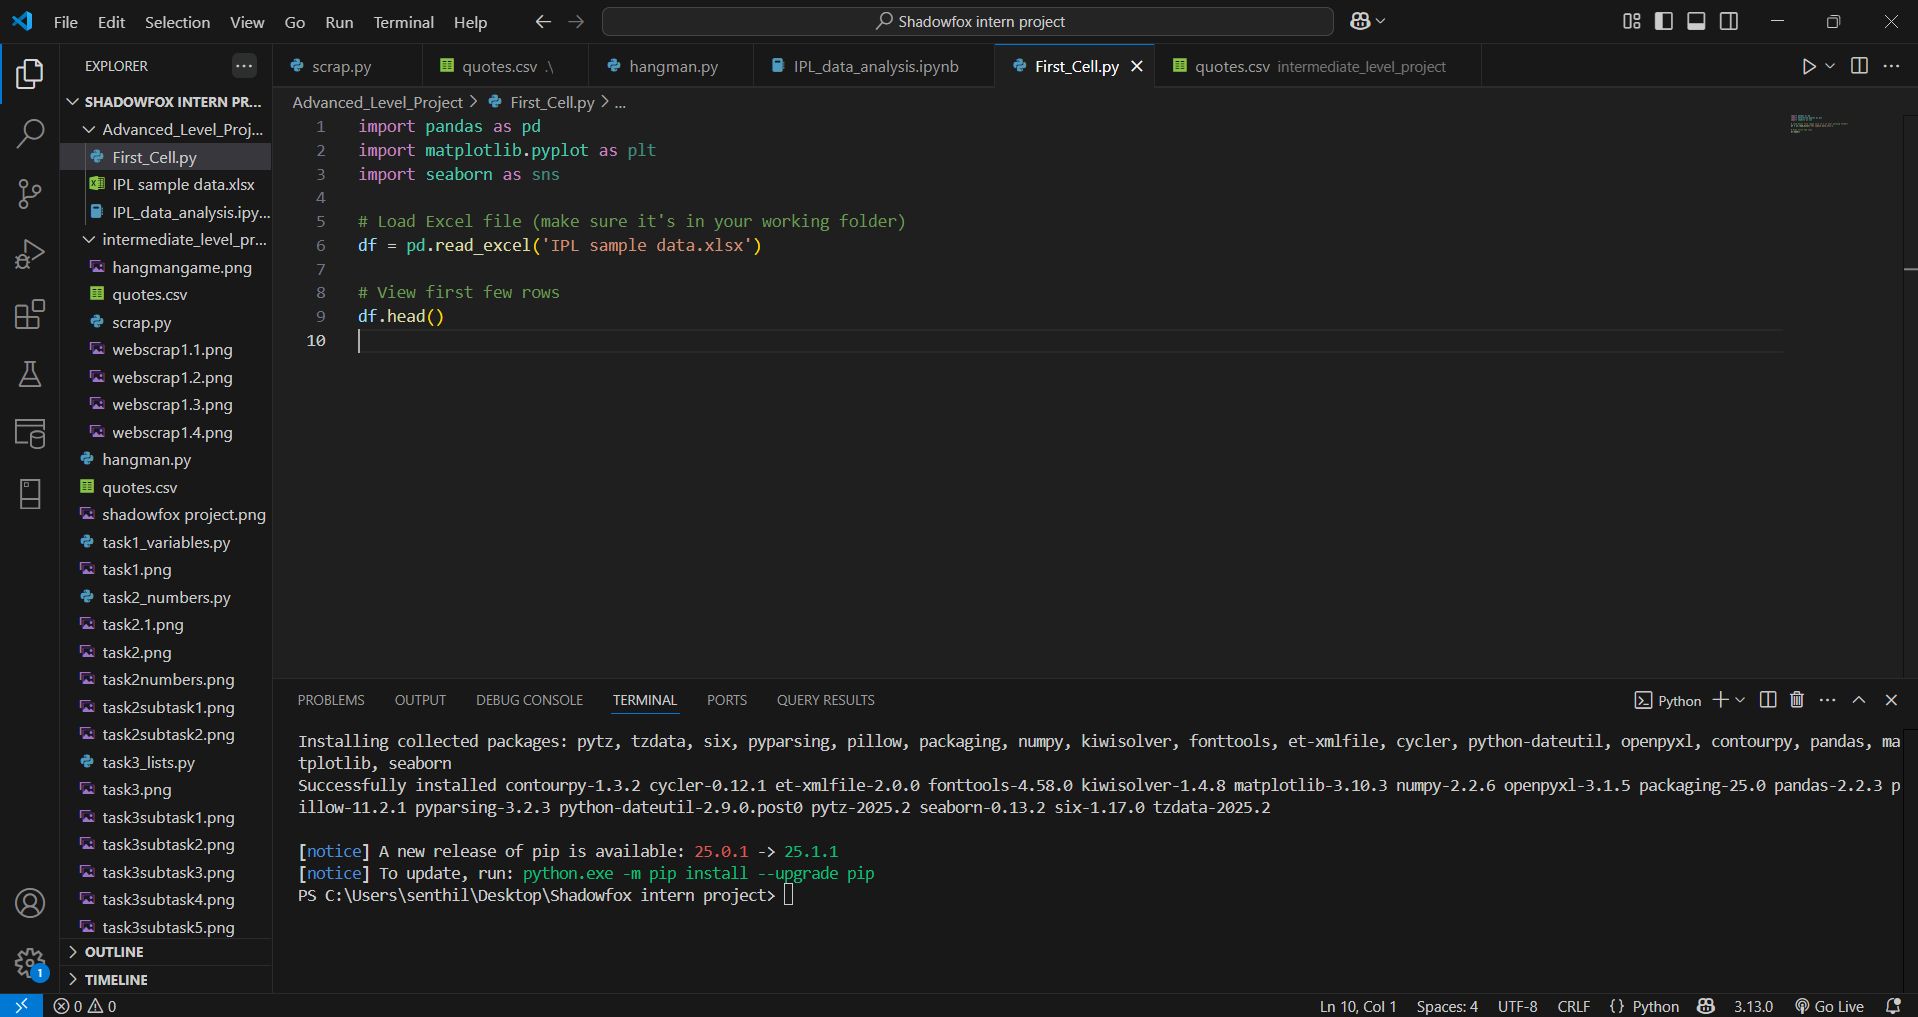 File Edit Selection View Go Run Terminal Help
Shadowfox intern project
EXPLORER
scrap.py
quotes.csv .\
hangman.py
IPL_data_analysis.ipynb
First_Cell.py
quotes.csv intermediate_level_project
SHADOWFOX INTERN PR...
Advanced_Level_Proj...
First_Cell.py
IPL sample data.xlsx
IPL_data_analysis.ipy...
intermediate_level_pr...
hangmangame.png
quotes.csv
scrap.py
webscrap1.1.png
webscrap1.2.png
webscrap1.3.png
webscrap1.4.png
hangman.py
quotes.csv
shadowfox project.png
task1_variables.py
task1.png
task2_numbers.py
task2.1.png
task2.png
task2numbers.png
task2subtask1.png
task2subtask2.png
task3_lists.py
task3.png
task3subtask1.png
task3subtask2.png
task3subtask3.png
task3subtask4.png
task3subtask5.png
OUTLINE
TIMELINE
1
Advanced_Level_Project > First_Cell.py > ...
1 import pandas as pd
2 import matplotlib.pyplot as plt
3 import seaborn as sns
4
5 # Load Excel file (make sure it's in your working folder)
6 df = pd.read_excel('IPL sample data.xlsx')
7
8 # View first few rows
9 df.head()
10
PROBLEMS OUTPUT DEBUG CONSOLE TERMINAL PORTS QUERY RESULTS
Python
Installing collected packages: pytz, tzdata, six, pyparsing, pillow, packaging, numpy, kiwisolver, fonttools, et-xmlfile, cycler, python-dateutil, openpyxl, contourpy, pandas, ma
tplotlib, seaborn
Successfully installed contourpy-1.3.2 cycler-0.12.1 et-xmlfile-2.0.0 fonttools-4.58.0 kiwisolver-1.4.8 matplotlib-3.10.3 numpy-2.2.6 openpyxl-3.1.5 packaging-25.0 pandas-2.2.3 p
illow-11.2.1 pyparsing-3.2.3 python-dateutil-2.9.0.post0 pytz-2025.2 seaborn-0.13.2 six-1.17.0 tzdata-2025.2
[notice] A new release of pip is available: 25.0.1 -> 25.1.1
[notice] To update, run: python.exe -m pip install --upgrade pip
PS C:\Users\senthil\Desktop\Shadowfox intern project>
0 0
Ln 10, Col 1 Spaces: 4 UTF-8 CRLF {} Python 3.13.0 Go Live